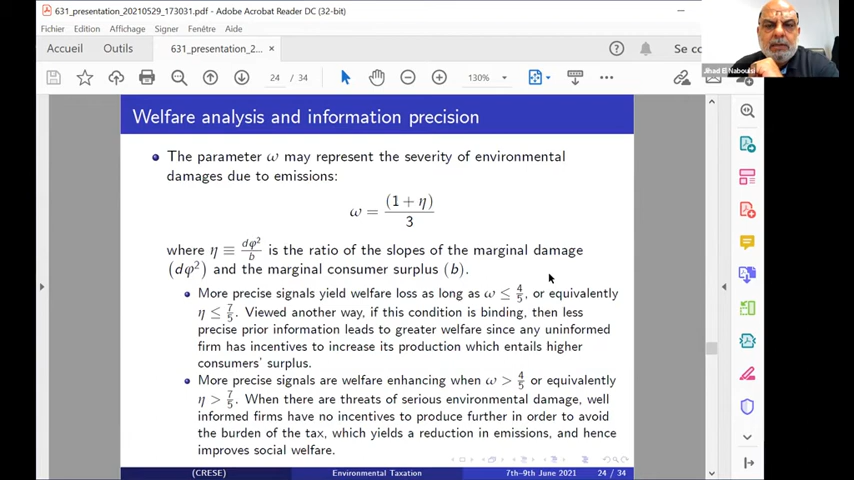 631_presentation_20210529_173031.pdf - Adobe Acrobat Reader DC (32-bit)
Fichier Edition Affichage Signer Fenêtre Aide
Accueil Outils 631_presentation_2... × Se co
24 / 34 130%
Jihad El Naboulsi
Welfare analysis and information precision
The parameter ω may represent the severity of environmental
damages due to emissions:
ω = (1 + η) / 3
where η ≡ dφ²/b is the ratio of the slopes of the marginal damage
(dφ²) and the marginal consumer surplus (b).
More precise signals yield welfare loss as long as ω ≤ 4/5, or equivalently
η ≤ 7/5. Viewed another way, if this condition is binding, then less
precise prior information leads to greater welfare since any uninformed
firm has incentives to increase its production which entails higher
consumers' surplus.
More precise signals are welfare enhancing when ω > 4/5 or equivalently
η > 7/5. When there are threats of serious environmental damage, well
informed firms have no incentives to produce further in order to avoid
the burden of the tax, which yields a reduction in emissions, and hence
improves social welfare.
(CRESE) Environmental Taxation 7th-9th June 2021 24 / 34